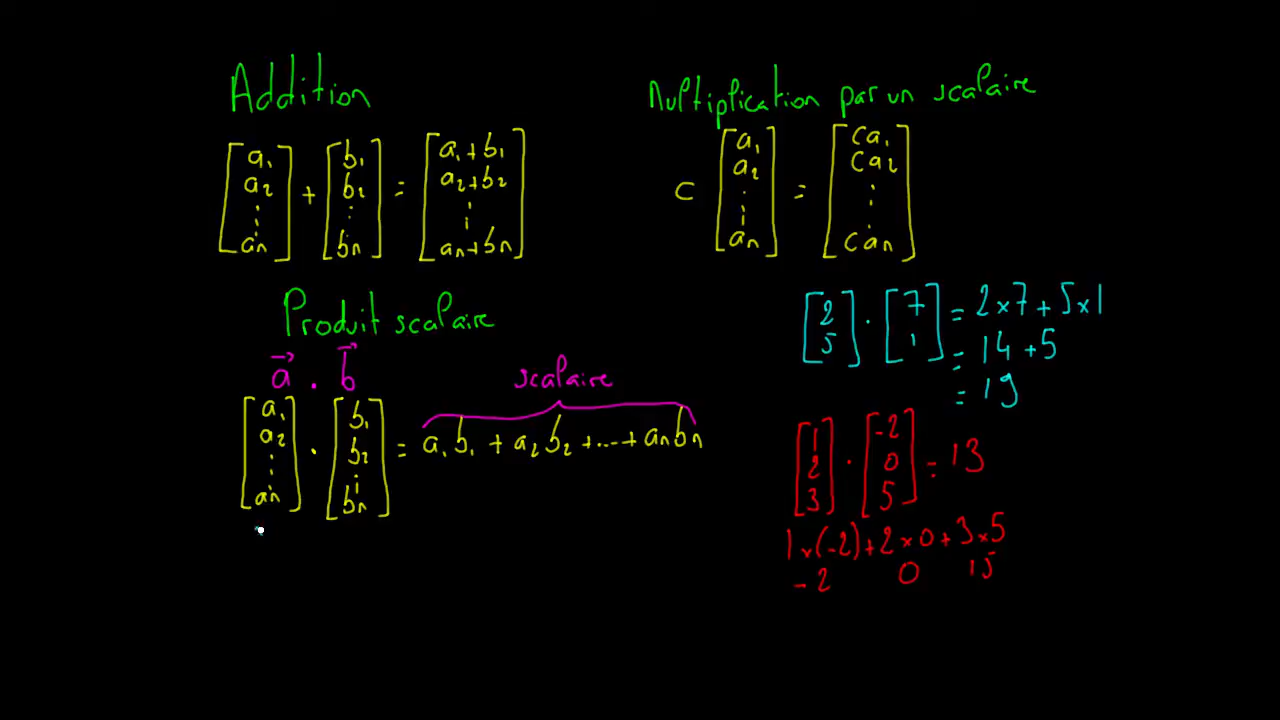 Addition
[a₁ a₂ ⋮ aₙ] + [b₁ b₂ ⋮ bₙ] = [a₁+b₁ a₂+b₂ ⋮ aₙ+bₙ]
Multiplication par un scalaire
c [a₁ a₂ ⋮ aₙ] = [ca₁ ca₂ ⋮ caₙ]
Produit scalaire
a⃗ . b⃗
scalaire
[a₁ a₂ ⋮ aₙ] · [b₁ b₂ ⋮ bₙ] = a₁b₁ + a₂b₂ + ... + aₙbₙ
[2 5] · [7 1] = 2×7 + 5×1
= 14 + 5
= 19
[1 2 3] · [-2 0 5] = 13
1×(-2) + 2×0 + 3×5
-2 0 15